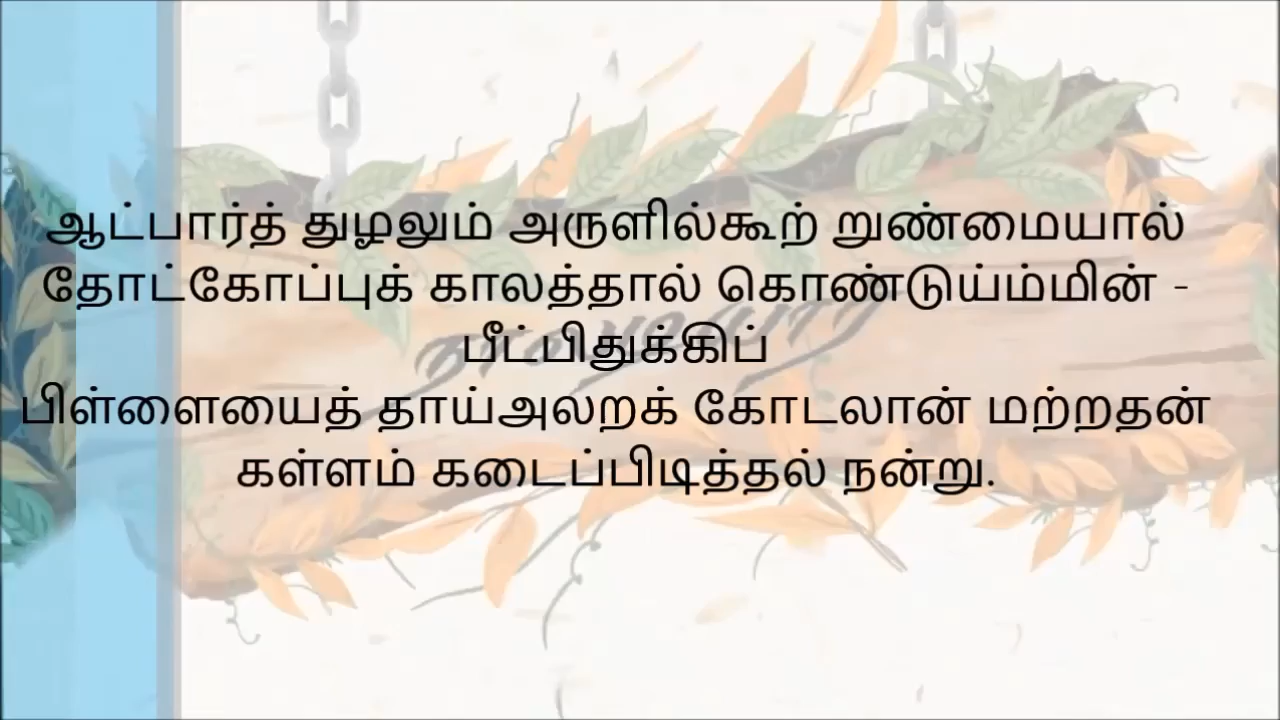 ஆட்பார்த் துழலும் அருளில்கூற் றுண்மையால்
தோட்கோப்புக் காலத்தால் கொண்டுய்ம்மின் -
பீட்பிதுக்கிப்
பிள்ளையைத் தாய்அலறக் கோடலான் மற்றதன்
கள்ளம் கடைப்பிடித்தல் நன்று.